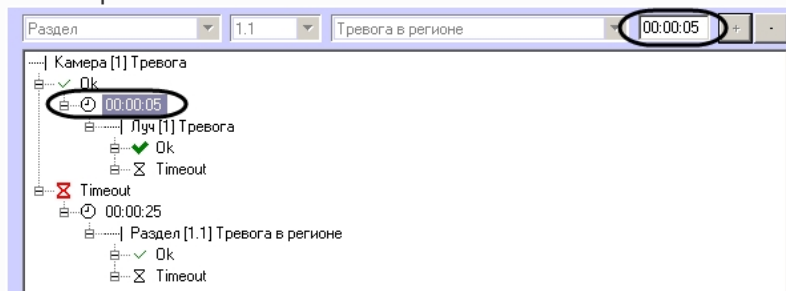 Раздел 1.1 Тревога в регионе 00:00:05 + -
Камера [1] Тревога
Ok
00:00:05
Луч [1] Тревога
Ok
Timeout
Timeout
00:00:25
Раздел [1.1] Тревога в регионе
Ok
Timeout